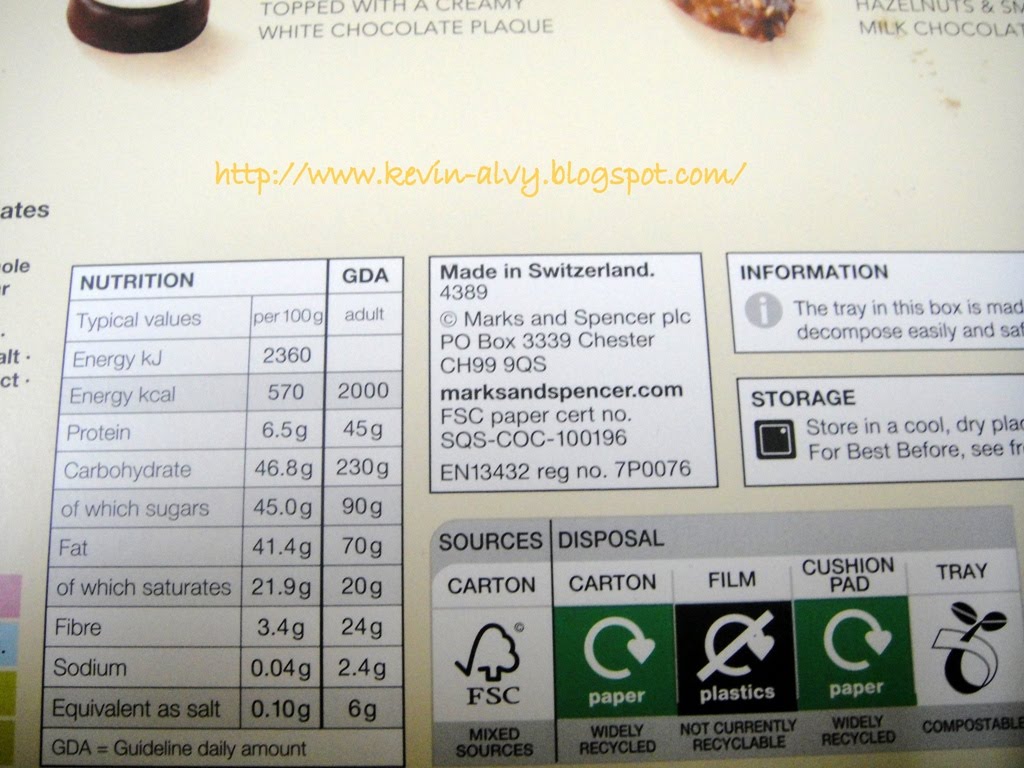 TOPPED WITH A CREAMY
WHITE CHOCOLATE PLAQUE
HAZELNUTS & SM
MILK CHOCOLAT
http://www.kevin-alvy.blogspot.com/
ates
ole
r
.
alt ·
ct ·
NUTRITION GDA
Typical values per 100g adult
Energy kJ 2360
Energy kcal 570 2000
Protein 6.5g 45g
Carbohydrate 46.8g 230g
of which sugars 45.0g 90g
Fat 41.4g 70g
of which saturates 21.9g 20g
Fibre 3.4g 24g
Sodium 0.04g 2.4g
Equivalent as salt 0.10g 6g
GDA = Guideline daily amount
Made in Switzerland.
4389
© Marks and Spencer plc
PO Box 3339 Chester
CH99 9QS
marksandspencer.com
FSC paper cert no.
SQS-COC-100196
EN13432 reg no. 7P0076
INFORMATION
i
The tray in this box is mad
decompose easily and saf
STORAGE
Store in a cool, dry plac
For Best Before, see fr
SOURCES DISPOSAL
CARTON CARTON FILM CUSHION PAD TRAY
©
FSC paper plastics paper
MIXED SOURCES
WIDELY RECYCLED
NOT CURRENTLY RECYCLABLE
WIDELY RECYCLED
COMPOSTABLE